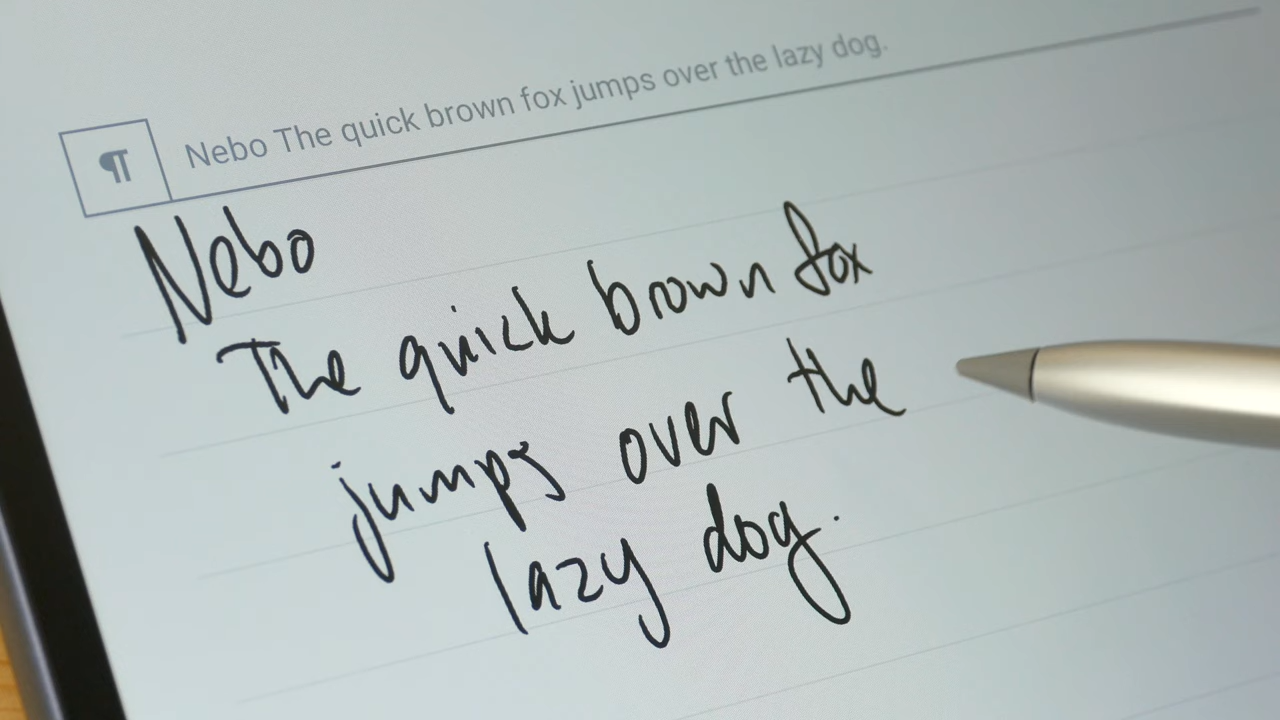 ¶ Nebo The quick brown fox jumps over the lazy dog.
Nebo
The quick brown fox
jumps over the
lazy dog.